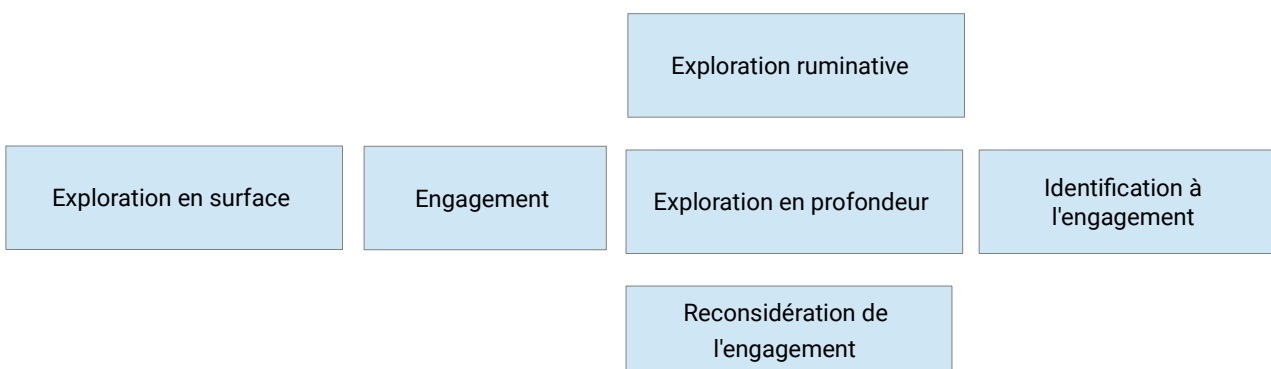 Exploration ruminative
Exploration en surface
Engagement
Exploration en profondeur
Identification à
l'engagement
Reconsidération de
l'engagement